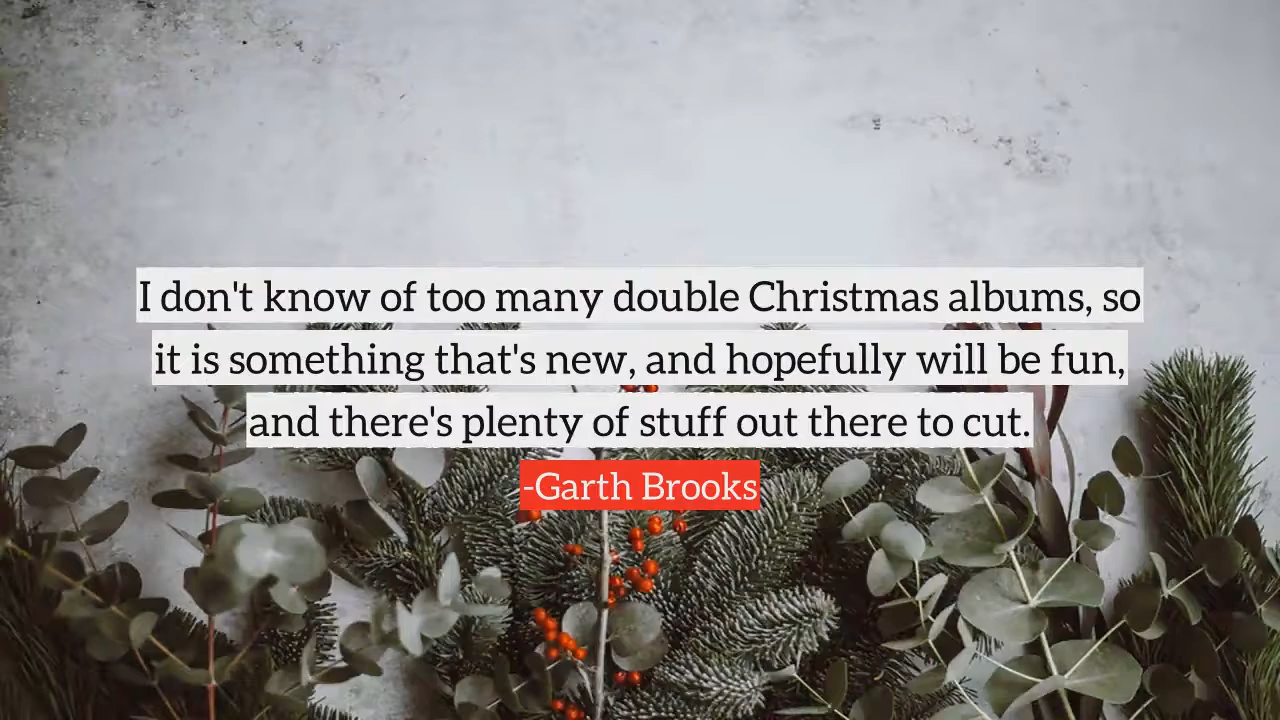 I don't know of too many double Christmas albums, so
it is something that's new, and hopefully will be fun,
and there's plenty of stuff out there to cut.
-Garth Brooks